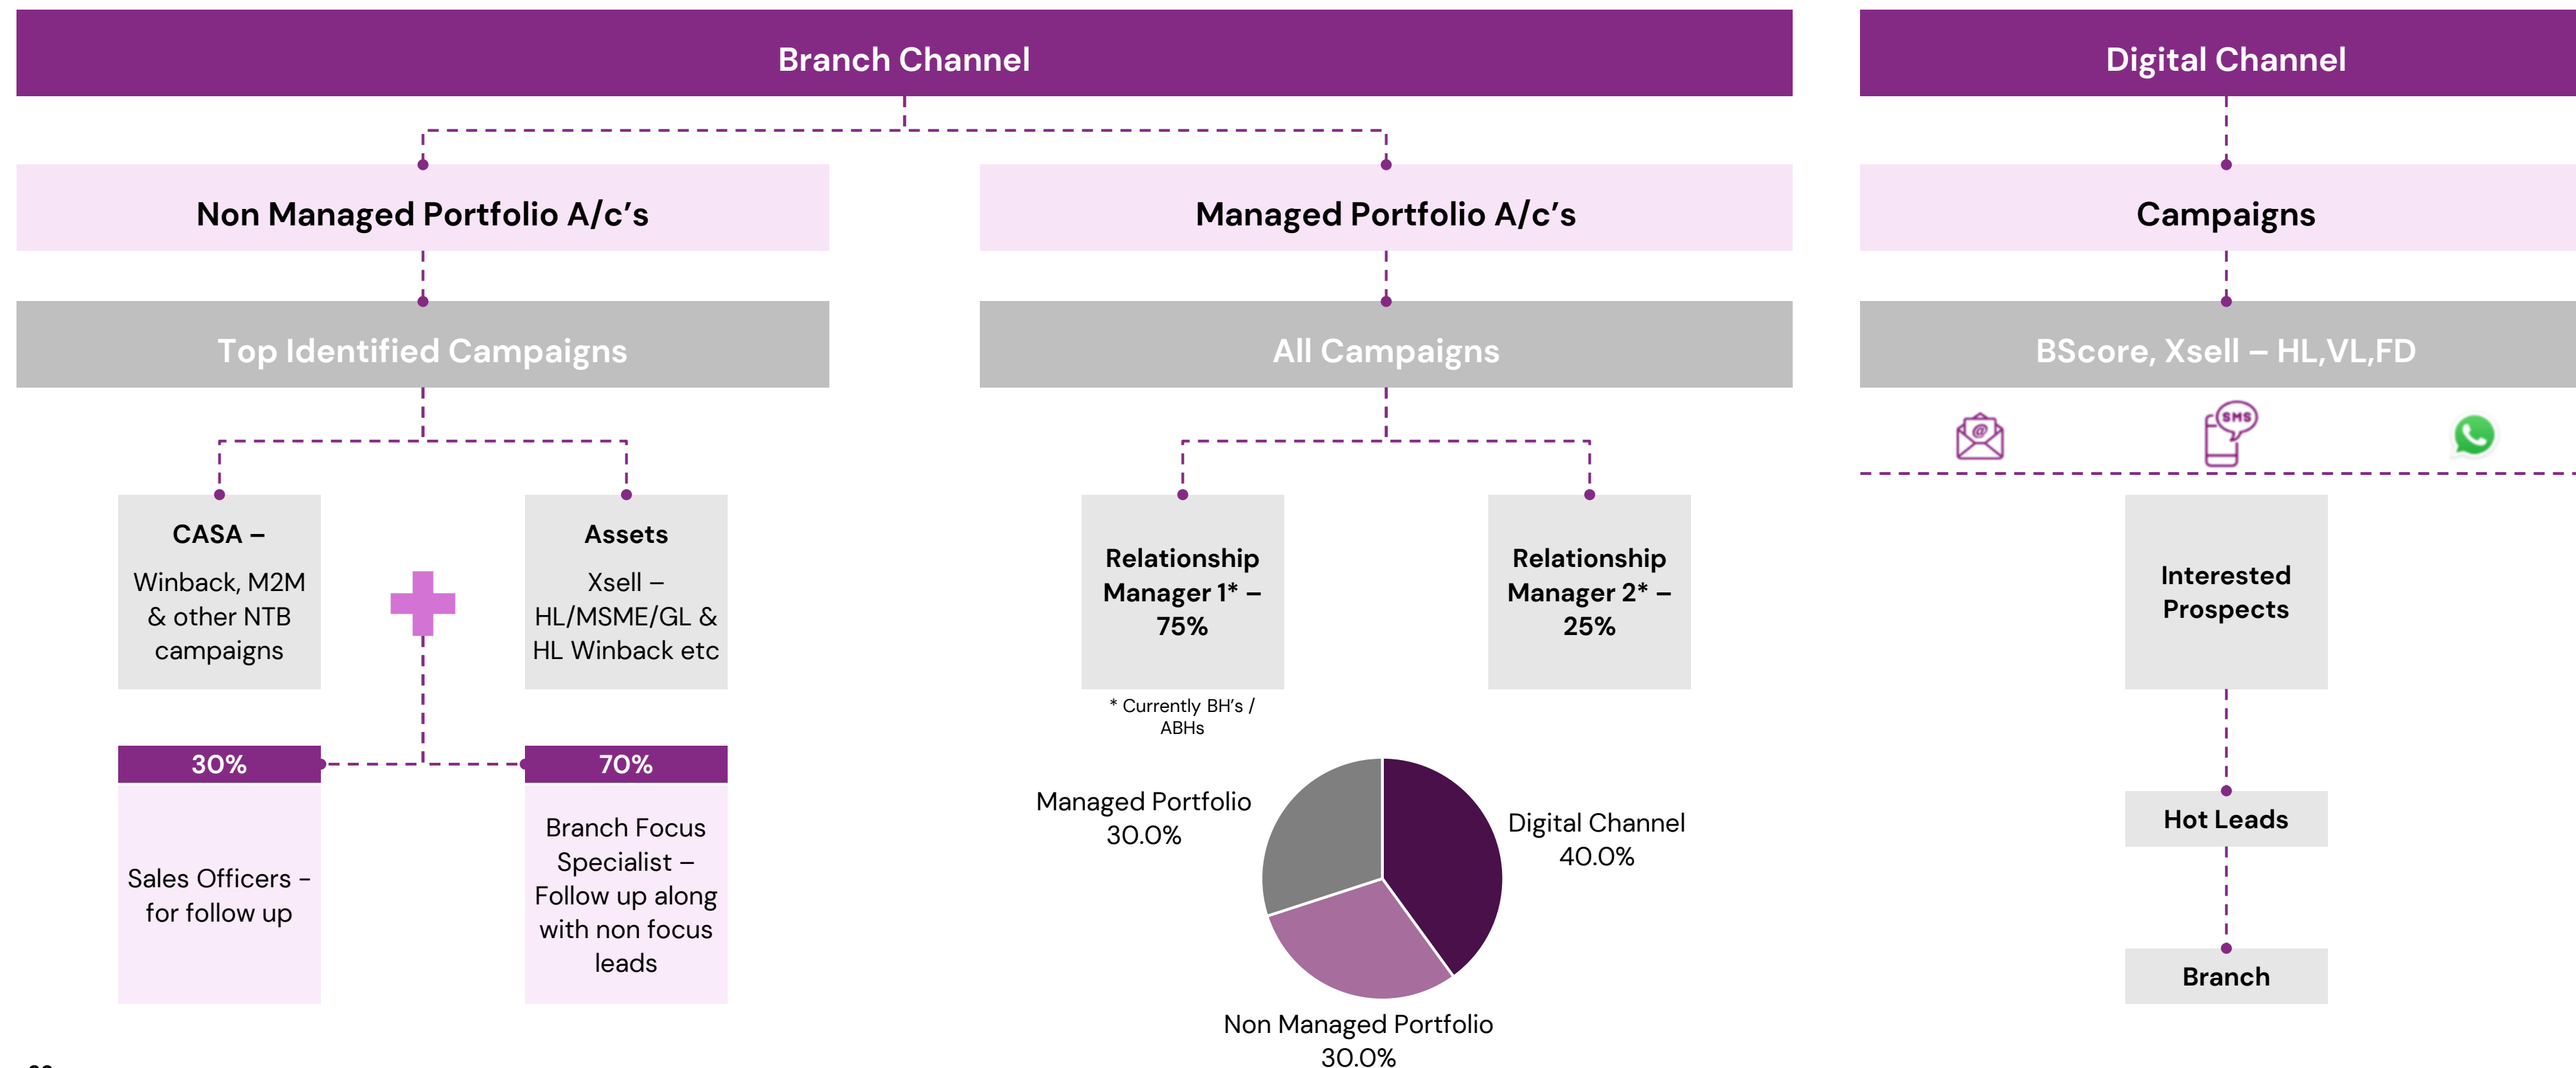 Branch Channel
Digital Channel
Non Managed Portfolio A/c’s
Managed Portfolio A/c’s
Campaigns
Top Identified Campaigns
All Campaigns
BScore, Xsell – HL,VL,FD
@
SMS
CASA –
Winback, M2M
& other NTB
campaigns
Assets
Xsell –
HL/MSME/GL &
HL Winback etc
Relationship
Manager 1* –
75%
Relationship
Manager 2* –
25%
Interested
Prospects
* Currently BH’s /
ABHs
30%
Sales Officers -
for follow up
70%
Branch Focus
Specialist –
Follow up along
with non focus
leads
Managed Portfolio
30.0%
Digital Channel
40.0%
Non Managed Portfolio
30.0%
Hot Leads
Branch